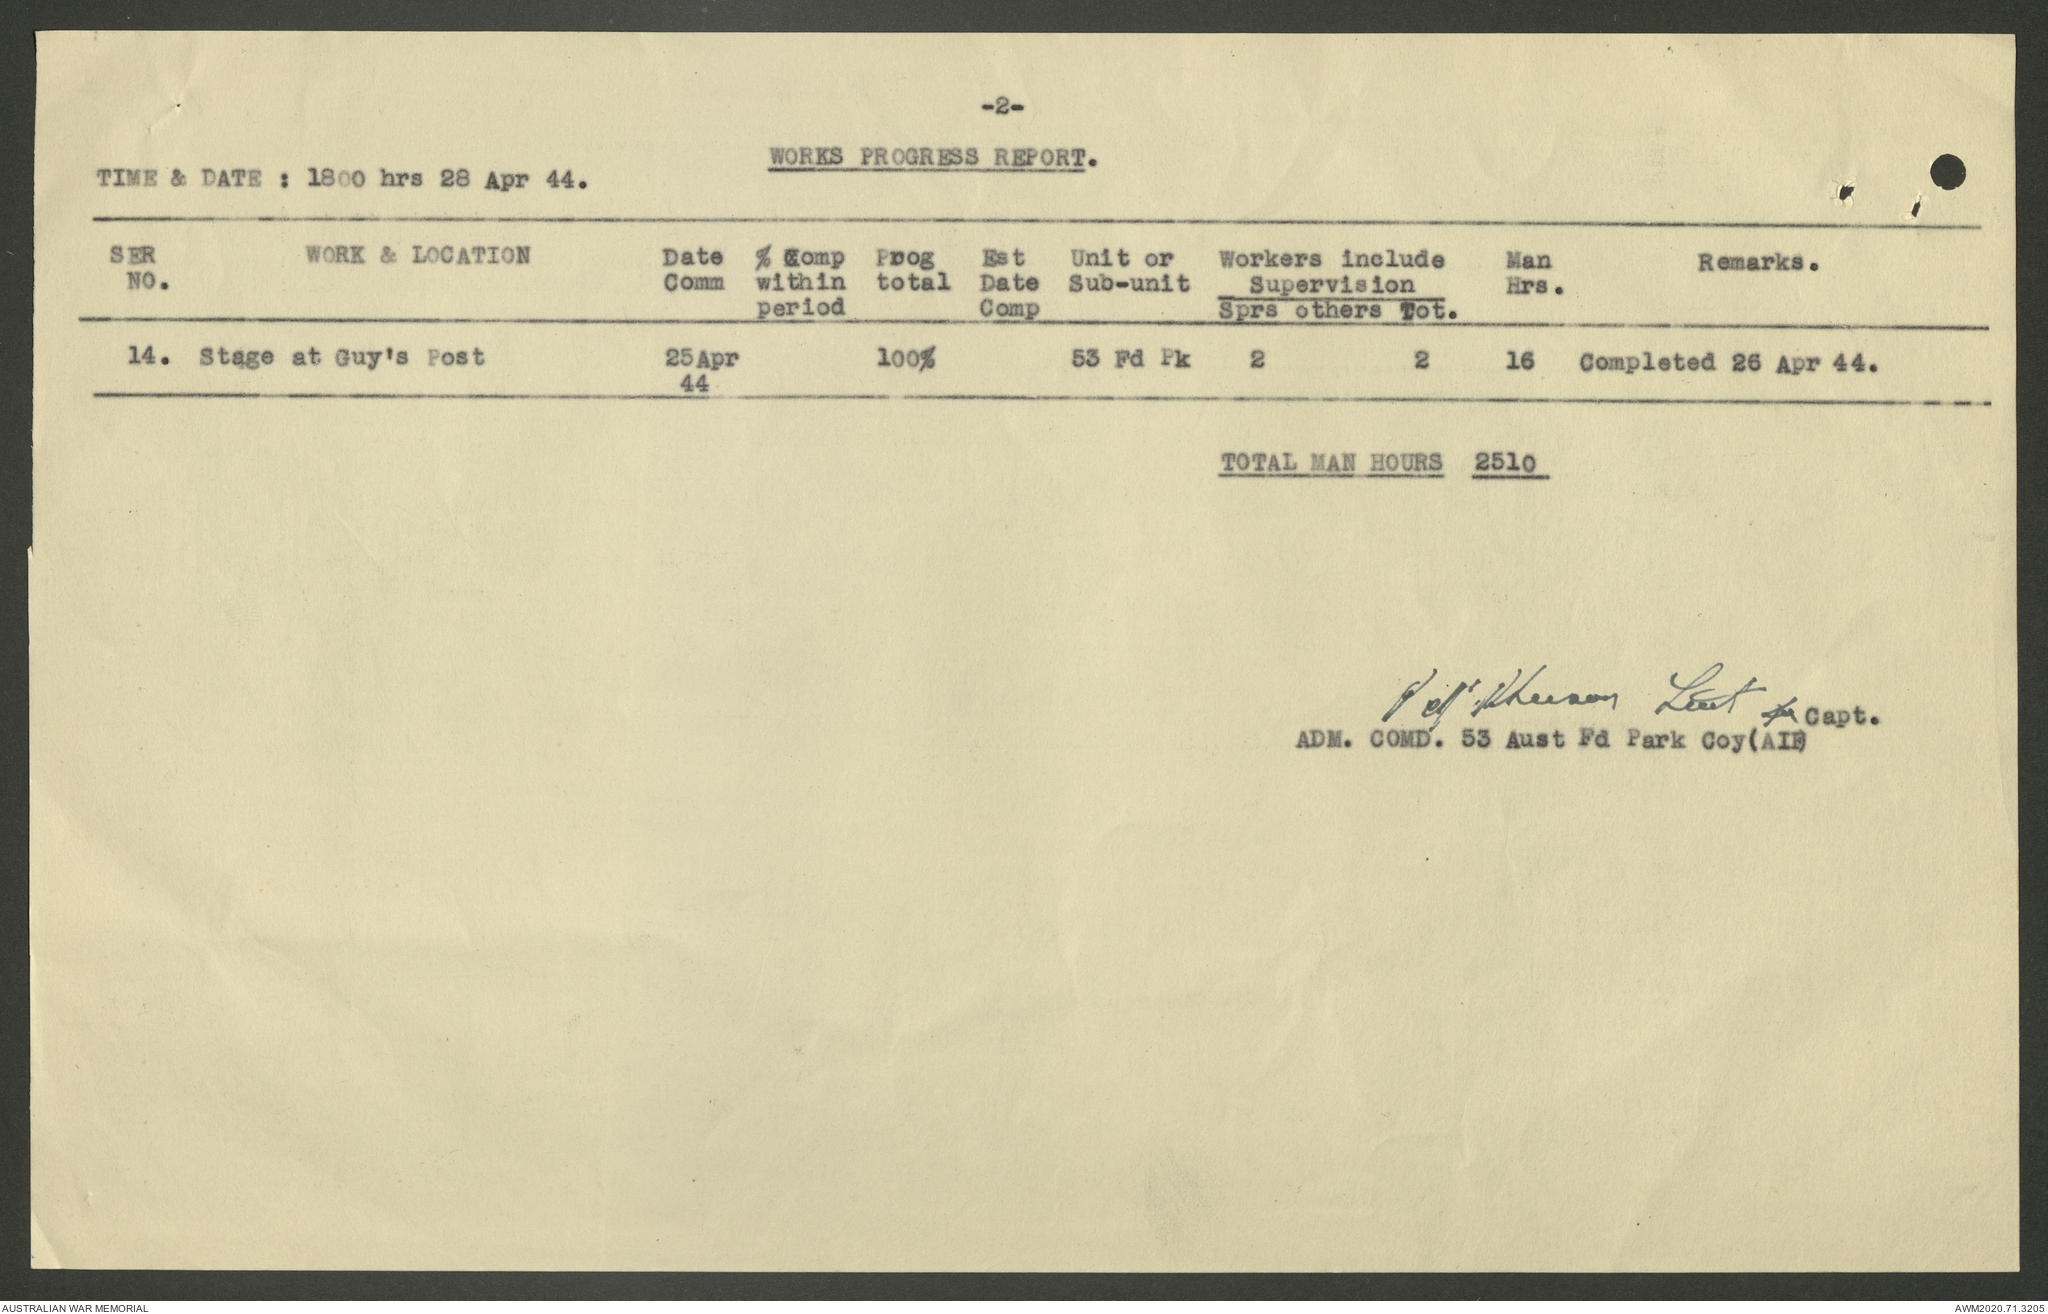 -2-
WORKS PROGRESS REPORT.
TIME & DATE : 1800 hrs 28 Apr 44.
SER NO. WORK & LOCATION Date Comm % Comp within period Prog total Est Date Comp Unit or Sub-unit Workers include Supervision Sprs others Tot. Man Hrs. Remarks.
14. Stage at Guy's Post 25Apr 44 100% 53 Fd Pk 2 2 16 Completed 26 Apr 44.
TOTAL MAN HOURS 2510
Lieut for Capt.
ADM. COMD. 53 Aust Fd Park Coy(AIF)
AUSTRALIAN WAR MEMORIAL
AWM2020.71.3205